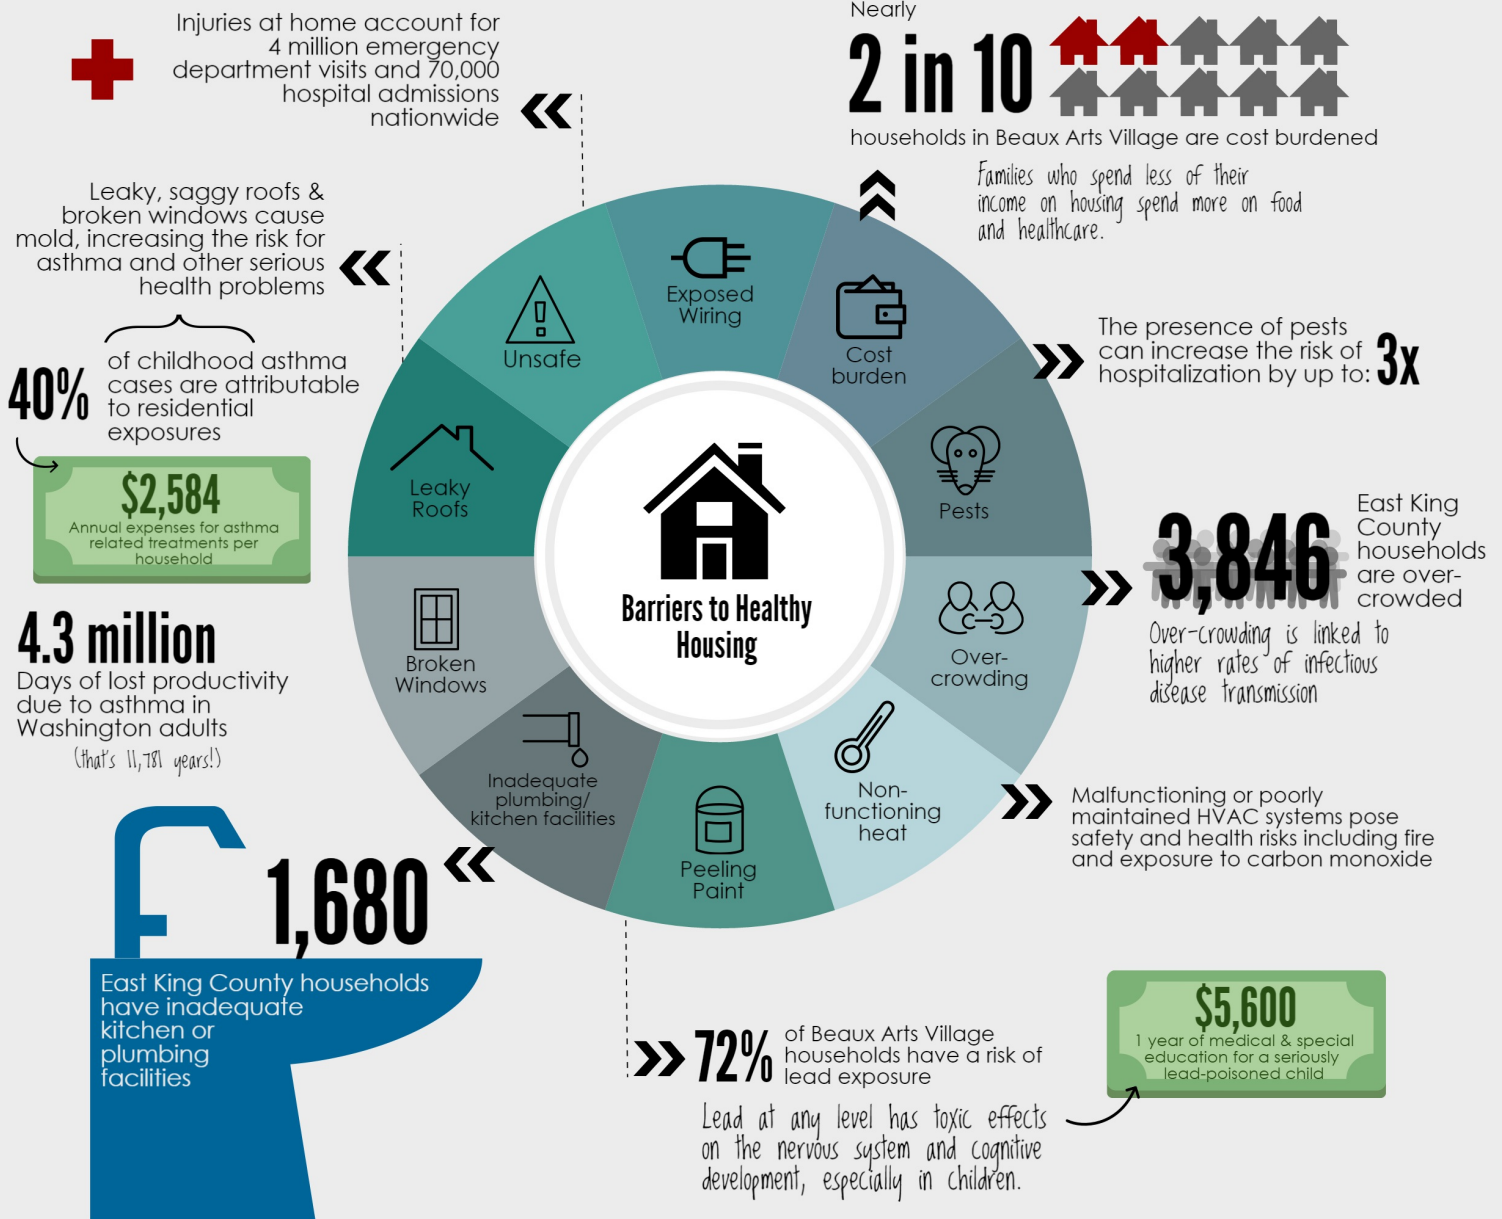 Injuries at home account for
4 million emergency
department visits and 70,000
hospital admissions
nationwide
Nearly
2 in 10
households in Beaux Arts Village are cost burdened
Families who spend less of their
income on housing spend more on food
and healthcare.
Leaky, saggy roofs &
broken windows cause
mold, increasing the risk for
asthma and other serious
health problems
40%
of childhood asthma
cases are attributable
to residential
exposures
$2,584
Annual expenses for asthma
related treatments per
household
4.3 million
Days of lost productivity
due to asthma in
Washington adults
(that's 11,781 years!)
Exposed
Wiring
Cost
burden
Pests
Over-
crowding
Non-
functioning
heat
Peeling
Paint
Inadequate
plumbing/
kitchen facilities
Broken
Windows
Leaky
Roofs
Unsafe
Barriers to Healthy
Housing
The presence of pests
can increase the risk of
hospitalization by up to:
3x
3,846
East King
County
households
are over-
crowded
Over-crowding is linked to
higher rates of infectious
disease transmission
Malfunctioning or poorly
maintained HVAC systems pose
safety and health risks including fire
and exposure to carbon monoxide
1,680
East King County households
have inadequate
kitchen or
plumbing
facilities
72%
of Beaux Arts Village
households have a risk of
lead exposure
Lead at any level has toxic effects
on the nervous system and cognitive
development, especially in children.
$5,600
1 year of medical & special
education for a seriously
lead-poisoned child